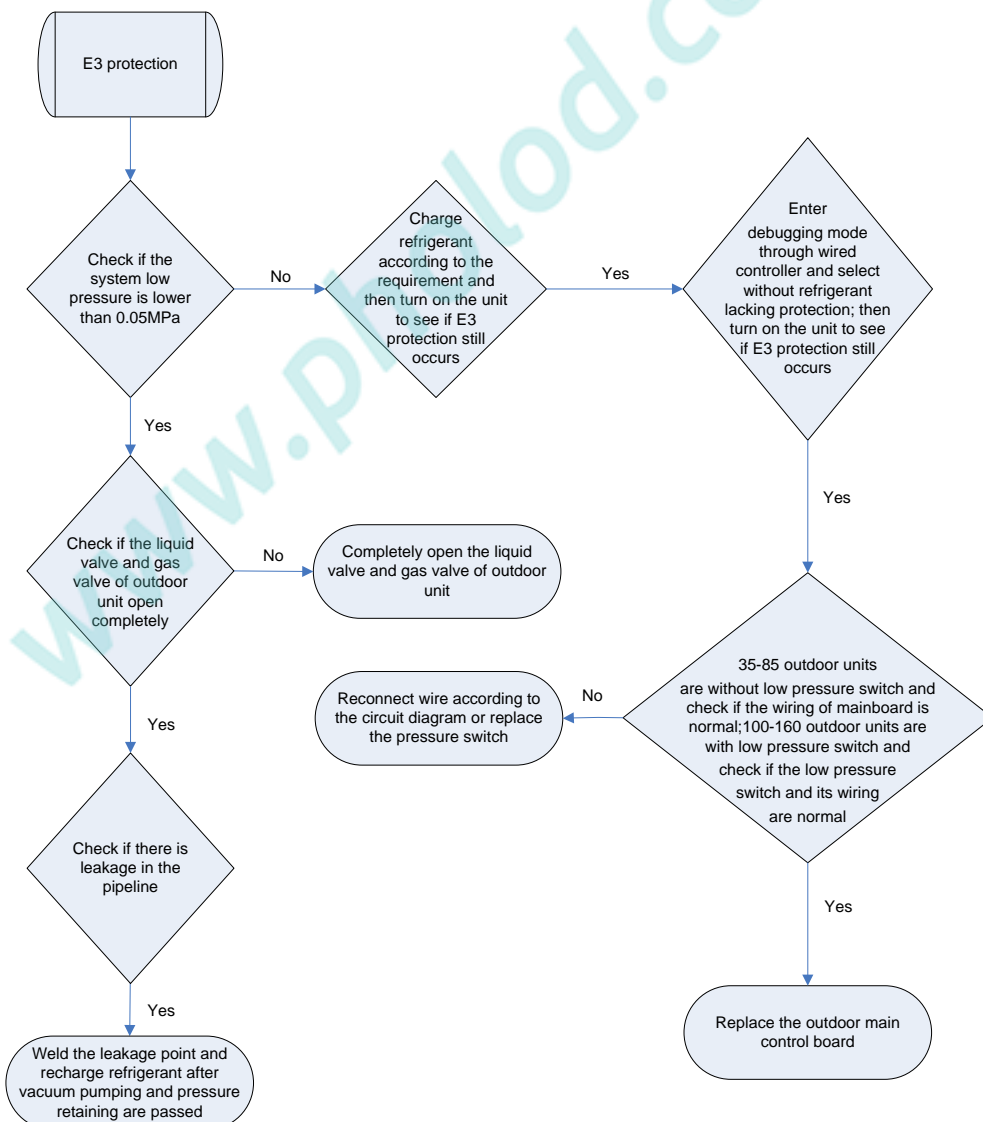 E3 protection
Check if the
system low
pressure is lower
than 0.05MPa
No
Charge
refrigerant
according to the
requirement and
then turn on the unit
to see if E3
protection still
occurs
Yes
Enter
debugging mode
through wired
controller and select
without refrigerant
lacking protection; then
turn on the unit to see
if E3 protection still
occurs
Yes
Yes
Check if the liquid
valve and gas
valve of outdoor
unit open
completely
No
Completely open the liquid
valve and gas valve of outdoor
unit
35-85 outdoor units
are without low pressure switch and
check if the wiring of mainboard is
normal;100-160 outdoor units are
with low pressure switch and
check if the low pressure
switch and its wiring
are normal
No
Reconnect wire according to
the circuit diagram or replace
the pressure switch
Yes
Check if there is
leakage in the
pipeline
Yes
Yes
Weld the leakage point and
recharge refrigerant after
vacuum pumping and pressure
retaining are passed
Replace the outdoor main
control board